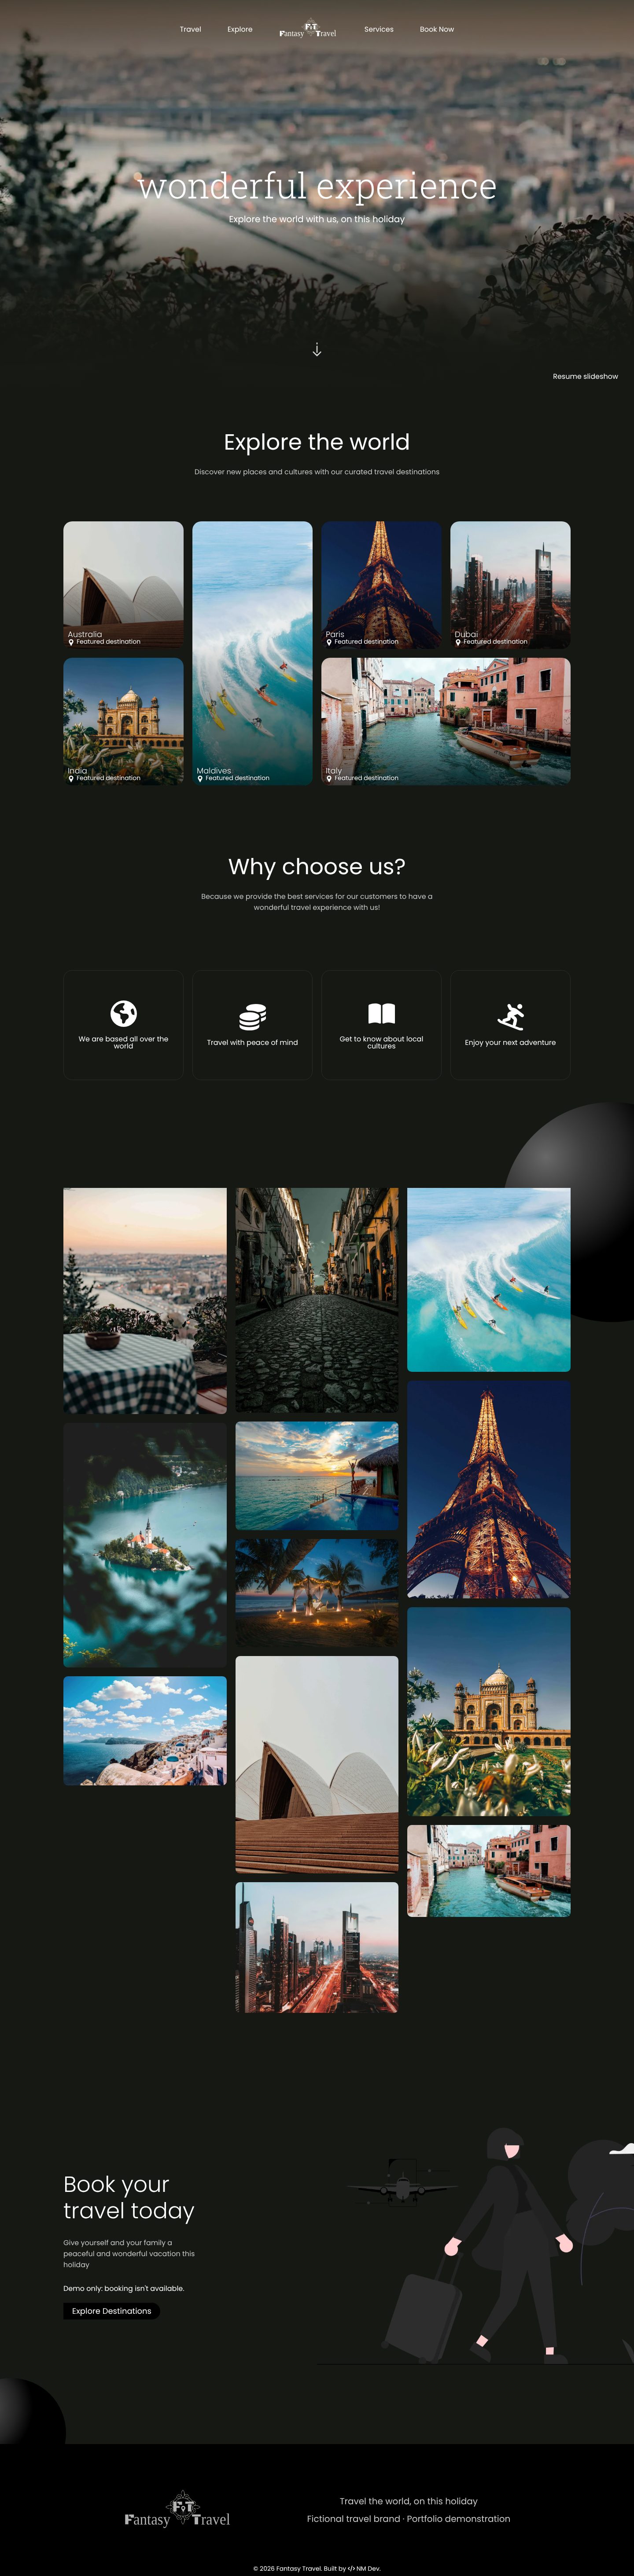 Travel
Explore
FT
Fantasy Travel
Services
Book Now
wonderful experience
Explore the world with us, on this holiday
Resume slideshow
Explore the world
Discover new places and cultures with our curated travel destinations
Australia
Featured destination
Paris
Featured destination
Dubai
Featured destination
India
Featured destination
Maldives
Featured destination
Italy
Featured destination
Why choose us?
Because we provide the best services for our customers to have a
wonderful travel experience with us!
We are based all over the
world
Travel with peace of mind
Get to know about local
cultures
Enjoy your next adventure
Book your
travel today
Give yourself and your family a
peaceful and wonderful vacation this
holiday
Demo only: booking isn't available.
Explore Destinations
FT
Fantasy Travel
Travel the world, on this holiday
Fictional travel brand · Portfolio demonstration
© 2026 Fantasy Travel. Built by </> NM Dev.